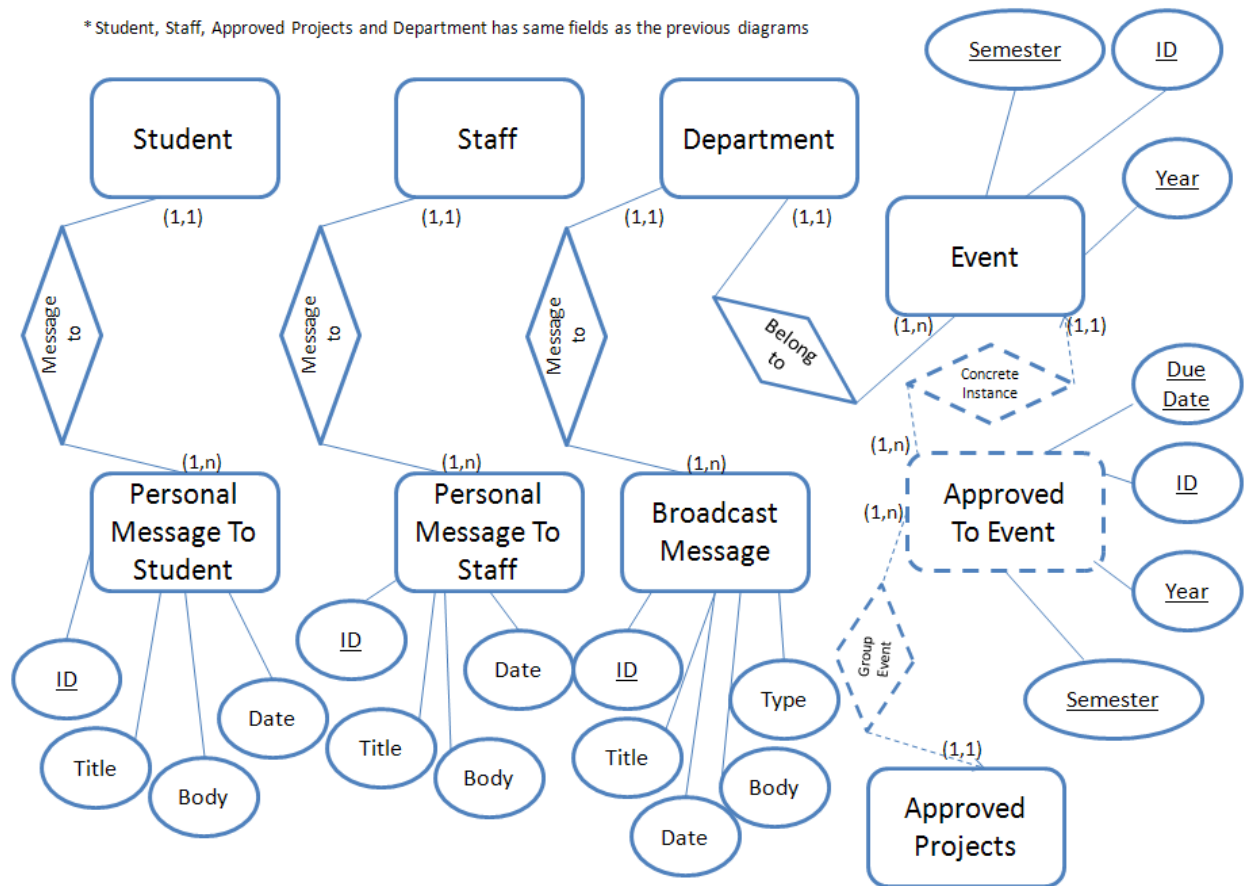 * Student, Staff, Approved Projects and Department has same fields as the previous diagrams
Semester
ID
Student
Staff
Department
Year
(1,1)
(1,1)
(1,1)
(1,1)
Event
Message
to
Message
to
Message
to
Belong
to
(1,n)
(1,1)
Concrete
Instance
Due
Date
(1,n)
(1,n)
(1,n)
(1,n)
Personal
Message To
Student
Personal
Message To
Staff
Broadcast
Message
(1,n)
Approved
To Event
ID
Year
ID
Title
Body
Date
ID
Title
Body
Date
ID
Title
Date
Body
Type
Group
Event
Semester
(1,1)
Approved
Projects